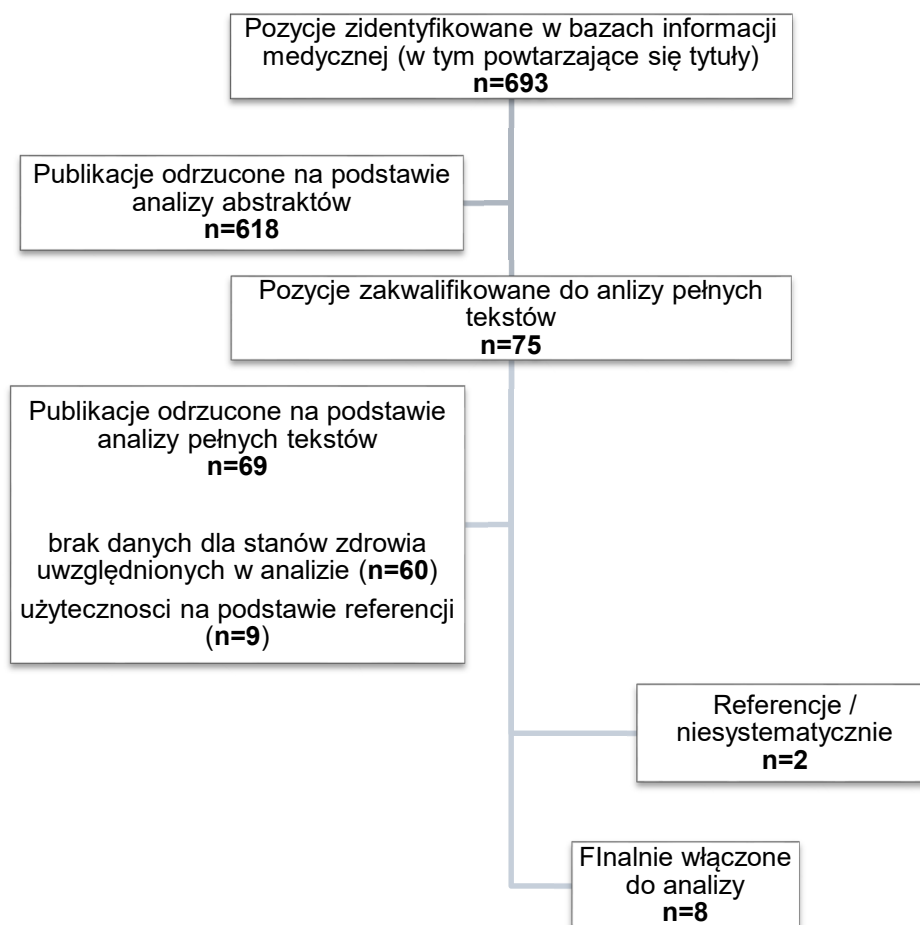 Pozycje zidentyfikowane w bazach informacji
medycznej (w tym powtarzające się tytuły)
n=693
Publikacje odrzucone na podstawie
analizy abstraktów
n=618
Pozycje zakwalifikowane do anlizy pełnych
tekstów
n=75
Publikacje odrzucone na podstawie
analizy pełnych tekstów
n=69
brak danych dla stanów zdrowia
uwzględnionych w analizie (n=60)
użytecznosci na podstawie referencji
(n=9)
Referencje /
niesystematycznie
n=2
FInalnie włączone
do analizy
n=8